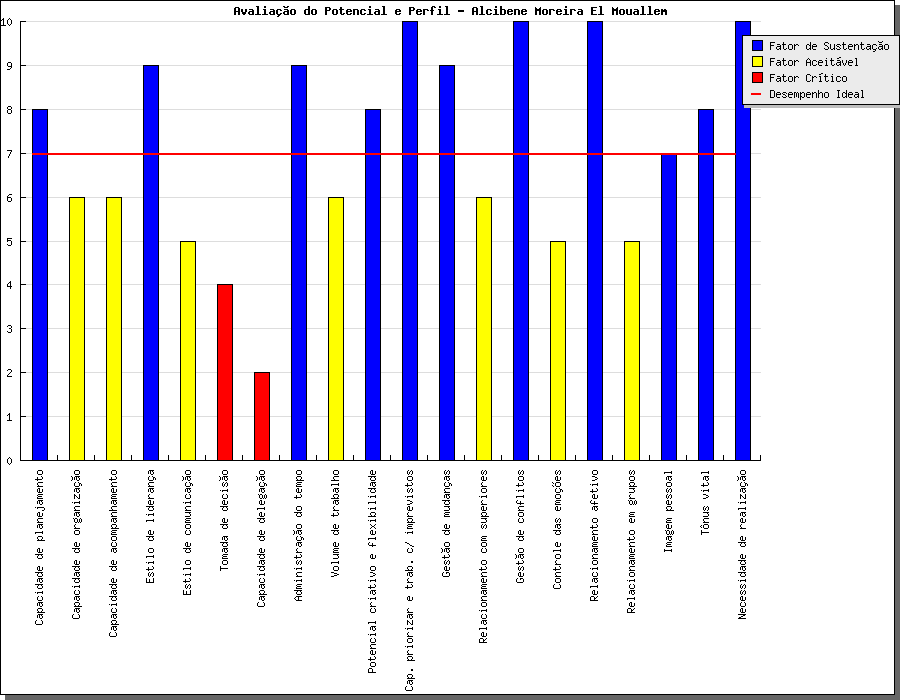 Avaliação do Potencial e Perfil - Alcibene Moreira El Mouallem
Fator de Sustentação
Fator Aceitável
Fator Crítico
Desempenho Ideal
10
9
8
7
6
5
4
3
2
1
0
Capacidade de planejamento
Capacidade de organização
Capacidade de acompanhamento
Estilo de liderança
Estilo de comunicação
Tomada de decisão
Capacidade de delegação
Administração do tempo
Volume de trabalho
Potencial criativo e flexibilidade
Cap. priorizar e trab. c/ imprevistos
Gestão de mudanças
Relacionamento com superiores
Gestão de conflitos
Controle das emoções
Relacionamento afetivo
Relacionamento em grupos
Imagem pessoal
Tônus vital
Necessidade de realização